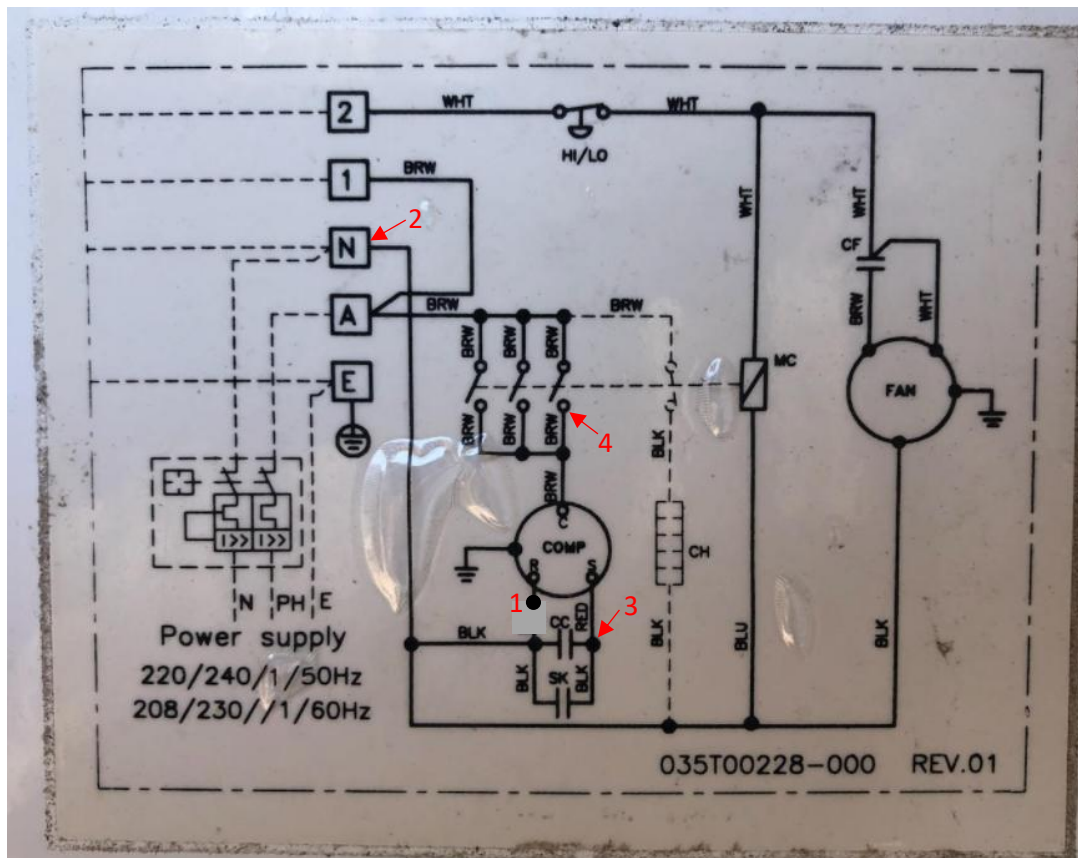 2
WHT
WHT
HI/LO
1
BRW
N
2
WHT
WHT
CF
A
BRW
BRW
BRW
WHT
BRW
BRW
BRW
MC
E
FAN
BRW
BRW
BRW
4
BLK
BRW
C
COMP
CH
R
S
I>>
I>>
N
PH
E
1
RED
3
Power supply
BLK
CC
BLK
BLU
BLK
220/240/1/50Hz
BLK
SK
BLK
208/230//1/60Hz
035T00228-000
REV.01